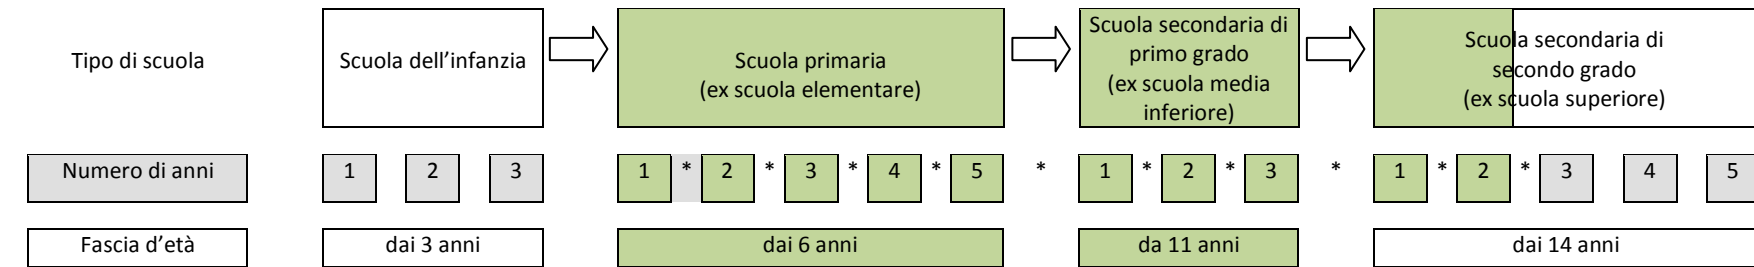 Tipo di scuola
Scuola dell'infanzia
Scuola primaria
(ex scuola elementare)
Scuola secondaria di
primo grado
(ex scuola media
inferiore)
Scuola secondaria di
secondo grado
(ex scuola superiore)
Numero di anni
1 2 3
1 * 2 * 3 * 4 * 5 * 1 * 2 * 3 * 1 * 2 * 3 4 5
Fascia d'età
dai 3 anni
dai 6 anni
da 11 anni
dai 14 anni